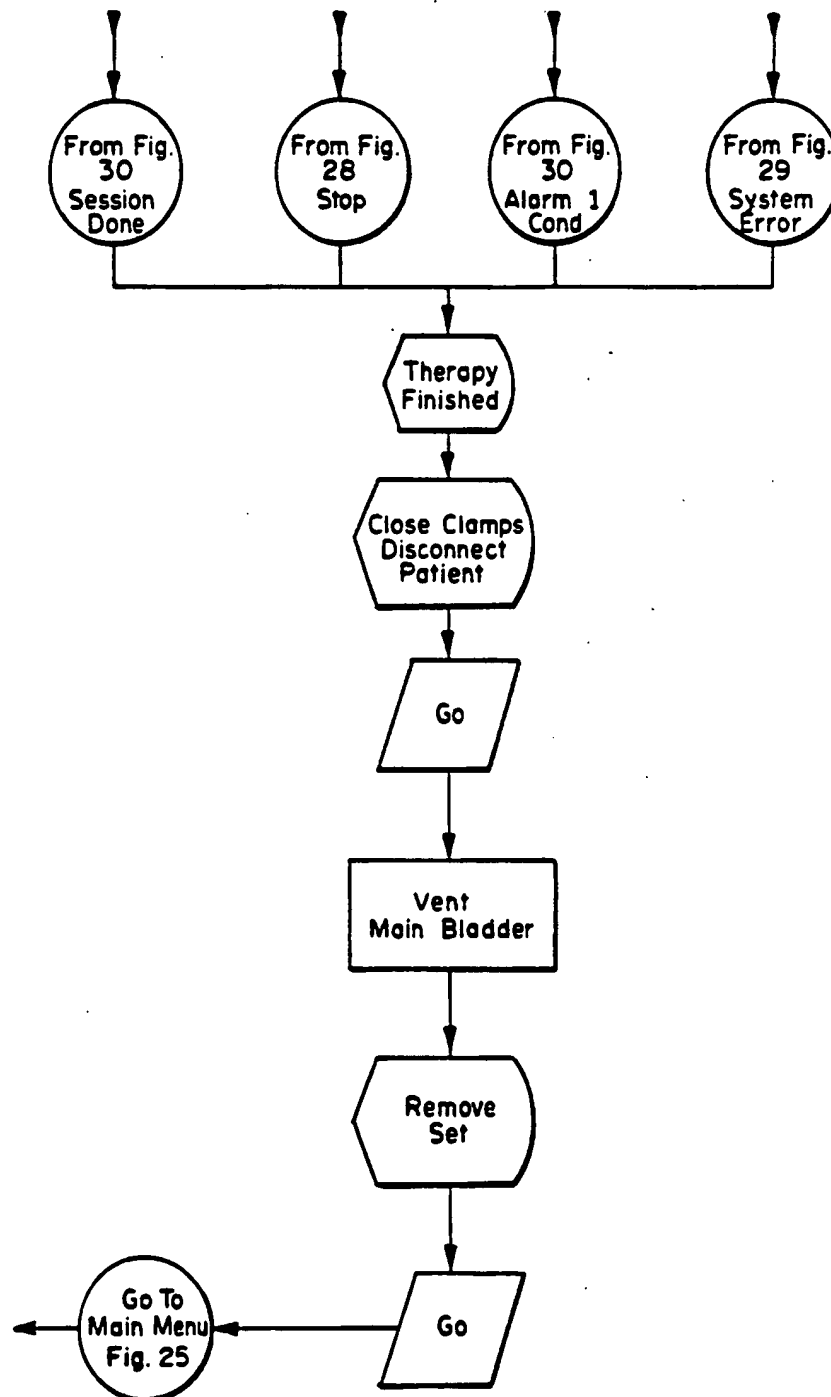 From Fig.
30
Session
Done
From Fig.
28
Stop
From Fig.
30
Alarm 1
Cond
From Fig.
29
System
Error
Therapy
Finished
Close Clamps
Disconnect
Patient
Go
Vent
Main Bladder
Remove
Set
Go
Go To
Main Menu
Fig. 25